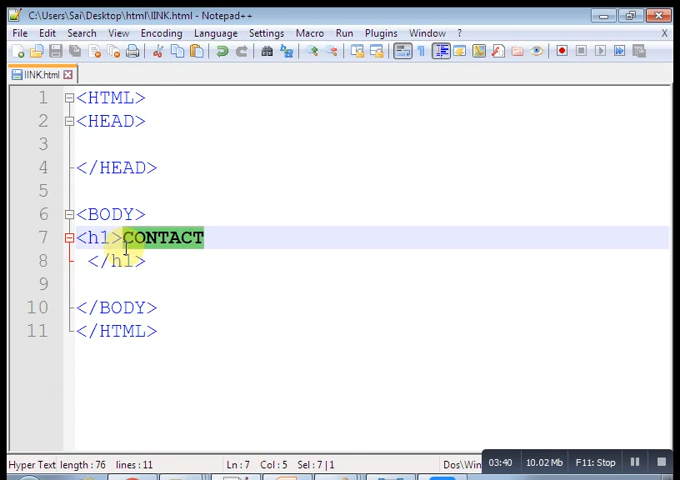 C:\Users\Sai\Desktop\html\lINK.html - Notepad++
File Edit Search View Encoding Language Settings Macro Run Plugins Window ? X
lINK.html
1 <HTML>
2 <HEAD>
3
4 </HEAD>
5
6 <BODY>
7 <h1>CONTACT
8 </h1>
9
10 </BODY>
11 </HTML>
Hyper Text length : 76 lines : 11 Ln : 7 Col : 5 Sel : 7 | 1 Dos\Win 03:40 10.02 Mb F11: Stop